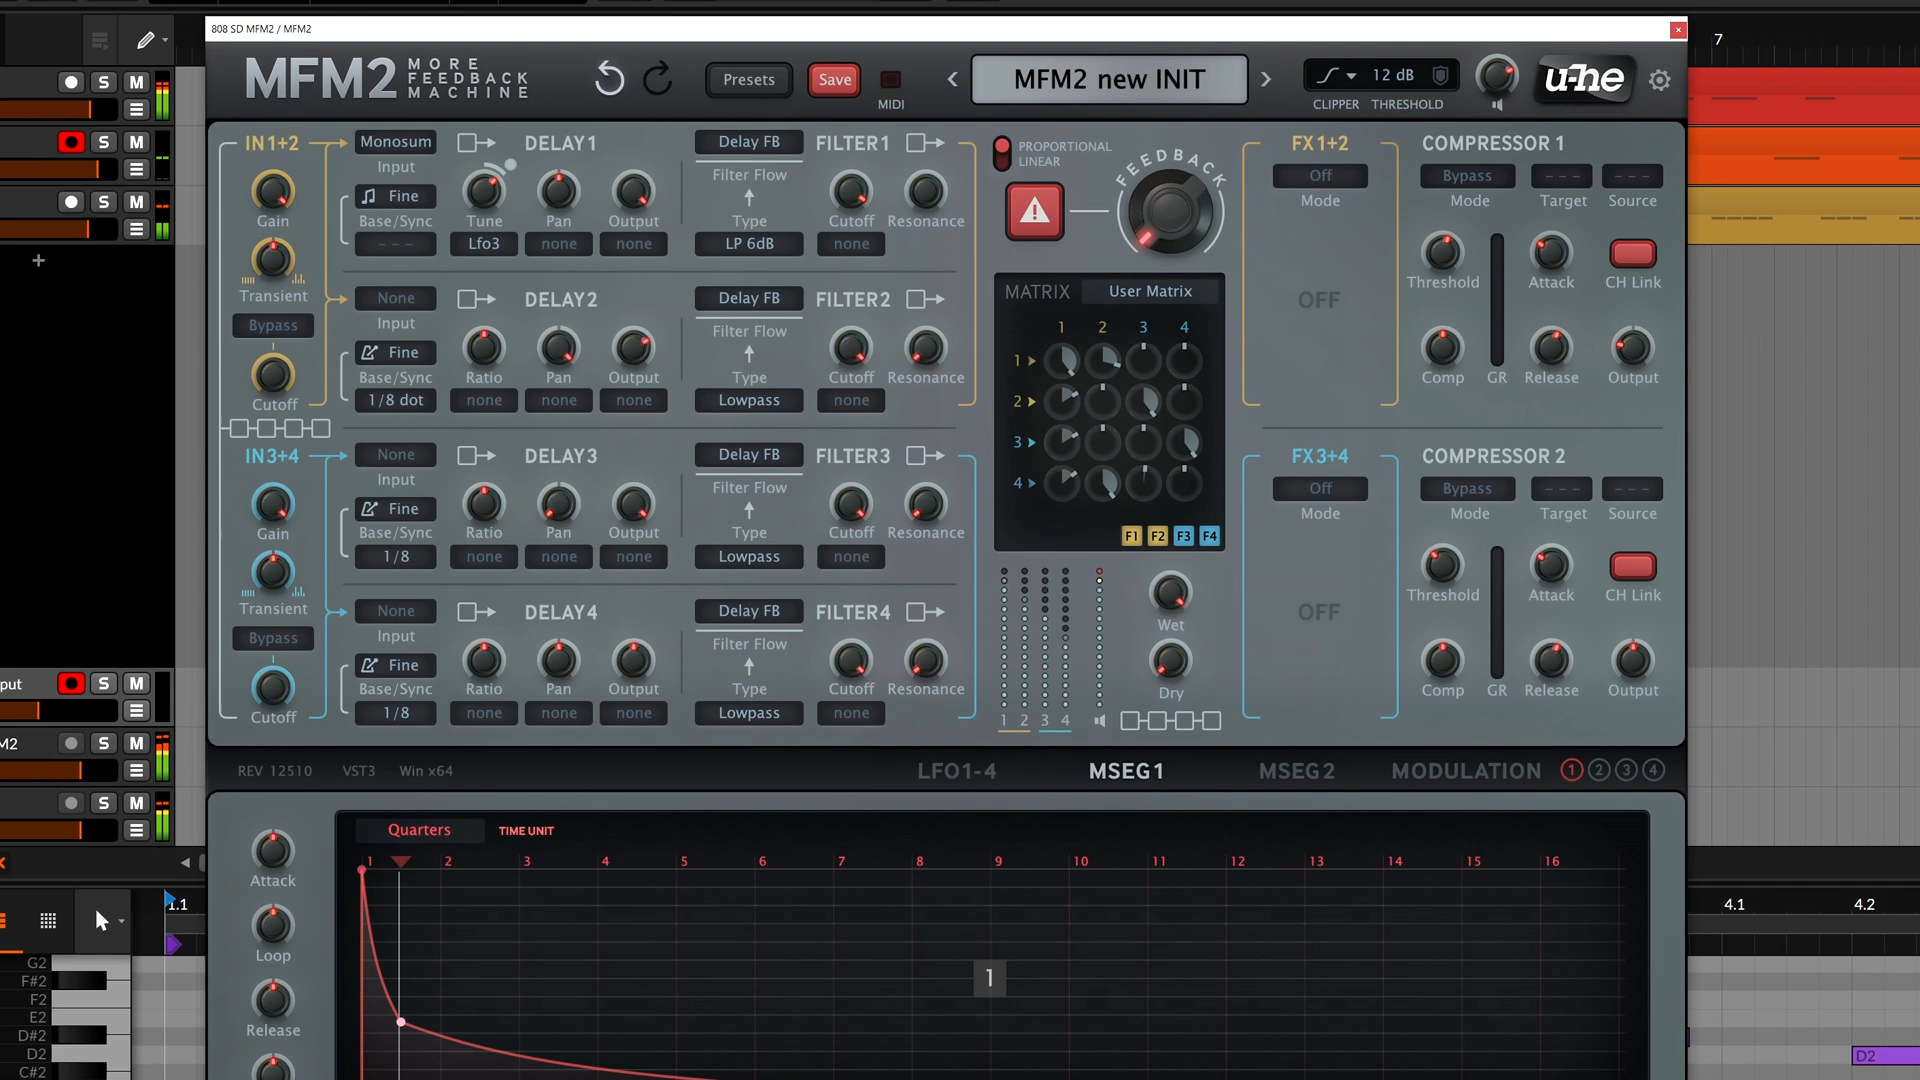 808 SD MFM2 / MFM2
7
MFM2 MORE FEEDBACK MACHINE
Presets
Save
MIDI
MFM2 new INIT
12 dB
CLIPPER THRESHOLD
u-he
IN1+2
Gain
Transient
Bypass
Cutoff
Monosum
Input
Fine
Base/Sync
- - -
DELAY1
Tune
Pan
Output
Lfo3
none
none
Delay FB
Filter Flow
Type
LP 6dB
FILTER1
Cutoff
Resonance
none
None
Input
Fine
Base/Sync
1/8 dot
DELAY2
Ratio
Pan
Output
none
none
none
Delay FB
Filter Flow
Type
Lowpass
FILTER2
Cutoff
Resonance
none
IN3+4
Gain
Transient
Bypass
Cutoff
None
Input
Fine
Base/Sync
1/8
DELAY3
Ratio
Pan
Output
none
none
none
Delay FB
Filter Flow
Type
Lowpass
FILTER3
Cutoff
Resonance
none
None
Input
Fine
Base/Sync
1/8
DELAY4
Ratio
Pan
Output
none
none
none
Delay FB
Filter Flow
Type
Lowpass
FILTER4
Cutoff
Resonance
none
PROPORTIONAL
LINEAR
FEEDBACK
MATRIX
User Matrix
1 2 3 4
1
2
3
4
F1 F2 F3 F4
1 2 3 4
Wet
Dry
FX1+2
Off
Mode
OFF
FX3+4
Off
Mode
OFF
COMPRESSOR 1
Bypass - - - - - -
Mode Target Source
Threshold Attack CH Link
Comp GR Release Output
COMPRESSOR 2
Bypass - - - - - -
Mode Target Source
Threshold Attack CH Link
Comp GR Release Output
REV 12510 VST3 Win x64
LFO1-4 MSEG1 MSEG2 MODULATION 1 2 3 4
Quarters TIME UNIT
1 2 3 4 5 6 7 8 9 10 11 12 13 14 15 16
Attack
Loop
Release
1
S M
S M
S M
+
put S M
M2 S M
S M
1.1
4.1 4.2
G2
F#2
F2
E2
D#2
D2
C#2
D2